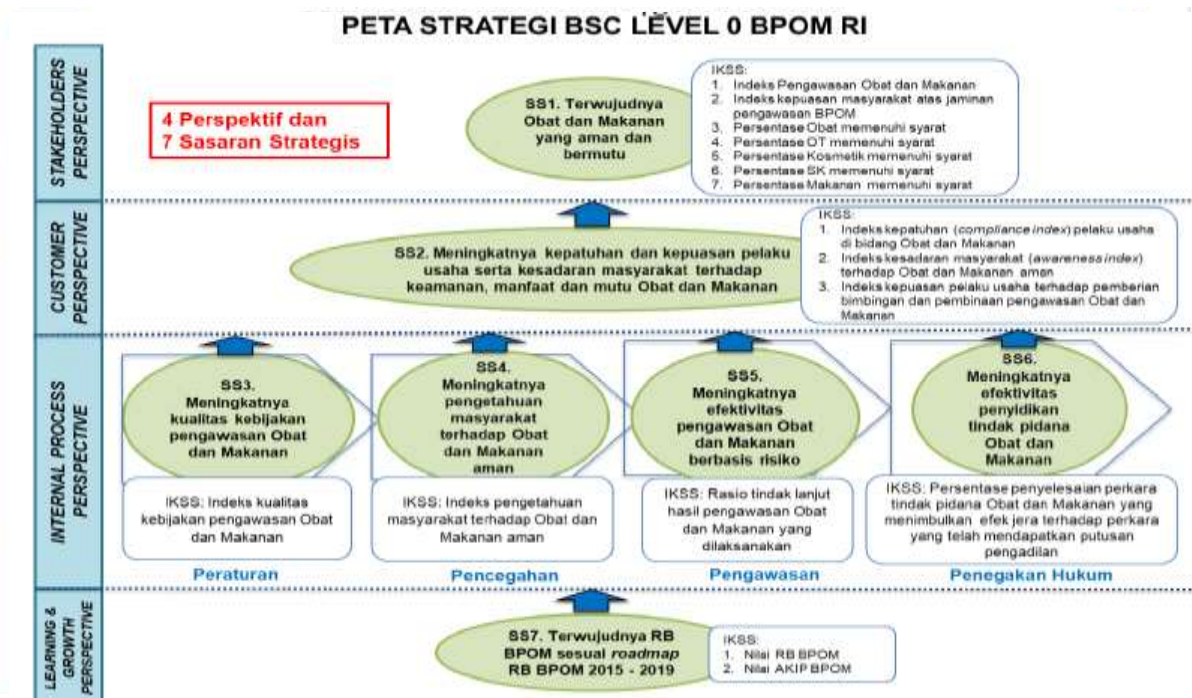 PETA STRATEGI BSC LEVEL 0 BPOM RI
STAKEHOLDERS
PERSPECTIVE
4 Perspektif dan
7 Sasaran Strategis
SS1. Terwujudnya
Obat dan Makanan
yang aman dan
bermutu
IKSS:
1. Indeks Pengawasan Obat dan Makanan
2. Indeks kepuasan masyarakat atas jaminan
pengawasan BPOM
3. Persentase Obat memenuhi syarat
4. Persentase OT memenuhi syarat
5. Persentase Kosmetik memenuhi syarat
6. Persentase SK memenuhi syarat
7. Persentase Makanan memenuhi syarat
CUSTOMER
PERSPECTIVE
SS2. Meningkatnya kepatuhan dan kepuasan pelaku
usaha serta kesadaran masyarakat terhadap
keamanan, manfaat dan mutu Obat dan Makanan
IKSS:
1. Indeks kepatuhan (compliance index) pelaku usaha
di bidang Obat dan Makanan
2. Indeks kesadaran masyarakat (awareness index)
terhadap Obat dan Makanan aman
3. Indeks kepuasan pelaku usaha terhadap pemberian
bimbingan dan pembinaan pengawasan Obat dan
Makanan
INTERNAL PROCESS
PERSPECTIVE
SS3.
Meningkatnya
kualitas kebijakan
pengawasan Obat
dan Makanan
IKSS: Indeks kualitas
kebijakan pengawasan Obat
dan Makanan
Peraturan
SS4.
Meningkatnya
pengetahuan
masyarakat
terhadap Obat
dan Makanan
aman
IKSS: Indeks pengetahuan
masyarakat terhadap Obat dan
Makanan aman
Pencegahan
SS5.
Meningkatnya
efektivitas
pengawasan Obat
dan Makanan
berbasis risiko
IKSS: Rasio tindak lanjut
hasil pengawasan Obat
dan Makanan yang
dilaksanakan
Pengawasan
SS6.
Meningkatnya
efektivitas
penyidikan
tindak pidana
Obat dan
Makanan
IKSS: Persentase penyelesaian perkara
tindak pidana Obat dan Makanan yang
menimbulkan efek jera terhadap perkara
yang telah mendapatkan putusan
pengadilan
Penegakan Hukum
LEARNING &
GROWTH
PERSPECTIVE
SS7. Terwujudnya RB
BPOM sesuai roadmap
RB BPOM 2015 - 2019
IKSS:
1. Nilai RB BPOM
2. Nilai AKIP BPOM